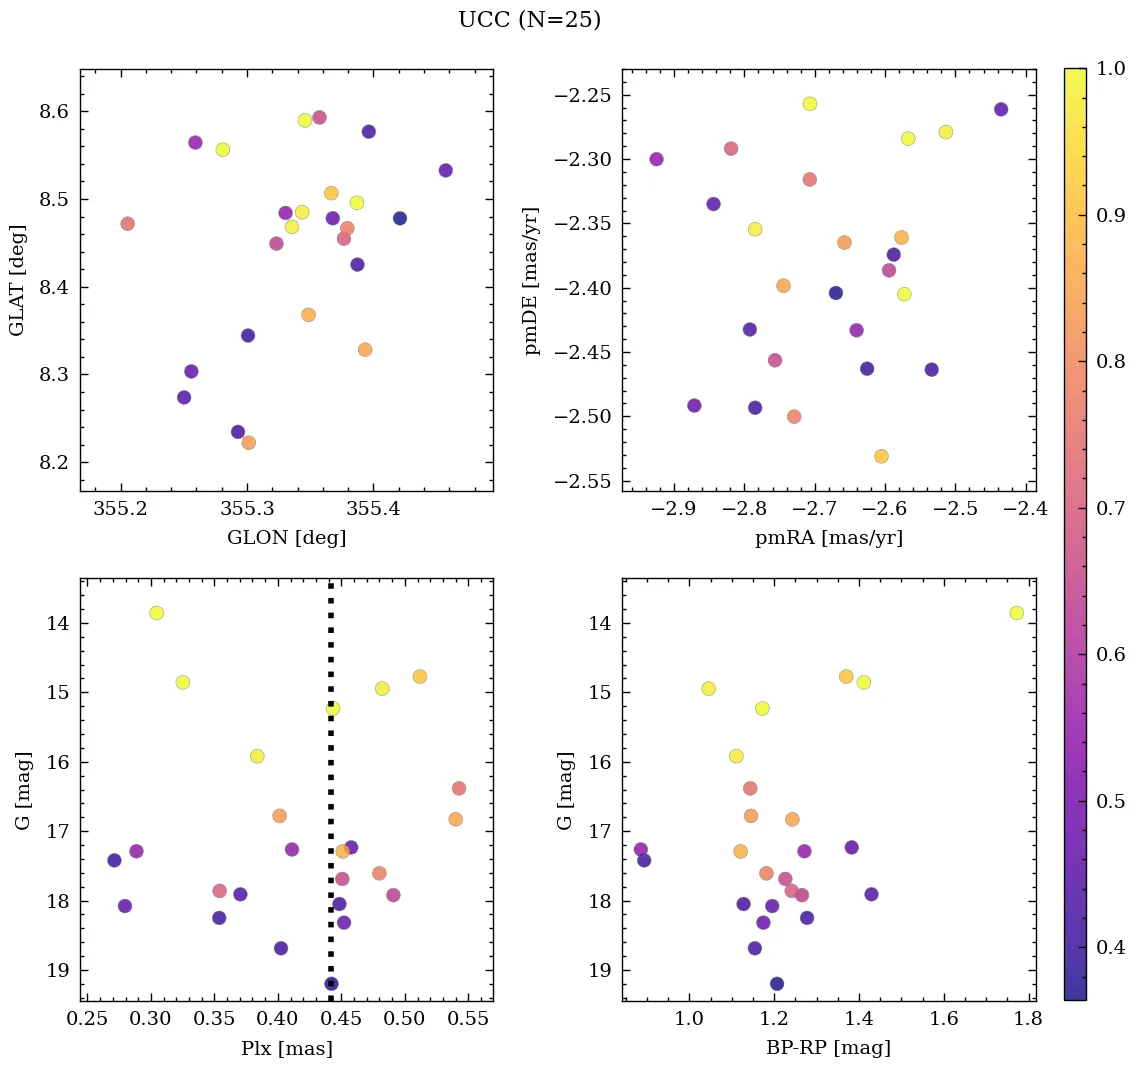 UCC (N=25)
8.6
8.5
8.4
8.3
8.2
GLAT [deg]
355.2 355.3 355.4
GLON [deg]
−2.25
−2.30
−2.35
−2.40
−2.45
−2.50
−2.55
pmDE [mas/yr]
−2.9 −2.8 −2.7 −2.6 −2.5 −2.4
pmRA [mas/yr]
14
15
16
17
18
19
G [mag]
0.25 0.30 0.35 0.40 0.45 0.50 0.55
Plx [mas]
14
15
16
17
18
19
G [mag]
1.0 1.2 1.4 1.6 1.8
BP-RP [mag]
1.0
0.9
0.8
0.7
0.6
0.5
0.4